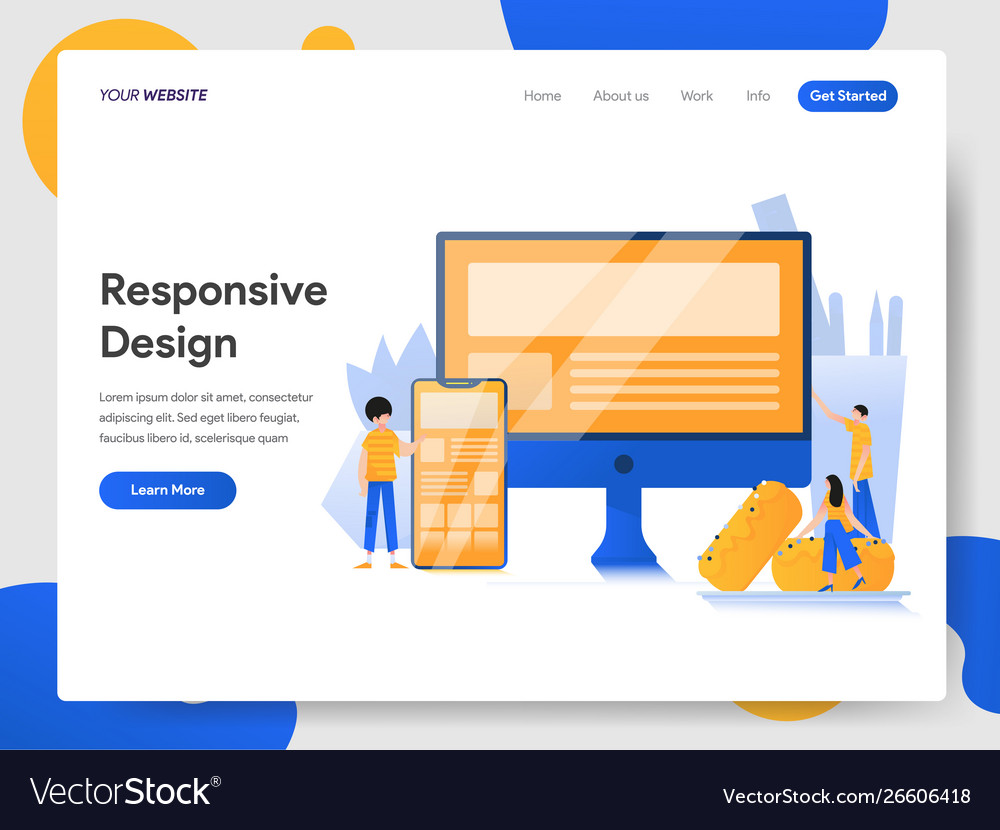 YOUR WEBSITE
Home About us Work Info Get Started
Responsive
Design
Lorem ipsum dolor sit amet, consectetur
adipiscing elit. Sed eget libero feugiat,
faucibus libero id, scelerisque quam
Learn More
VectorStock®
VectorStock.com/26606418